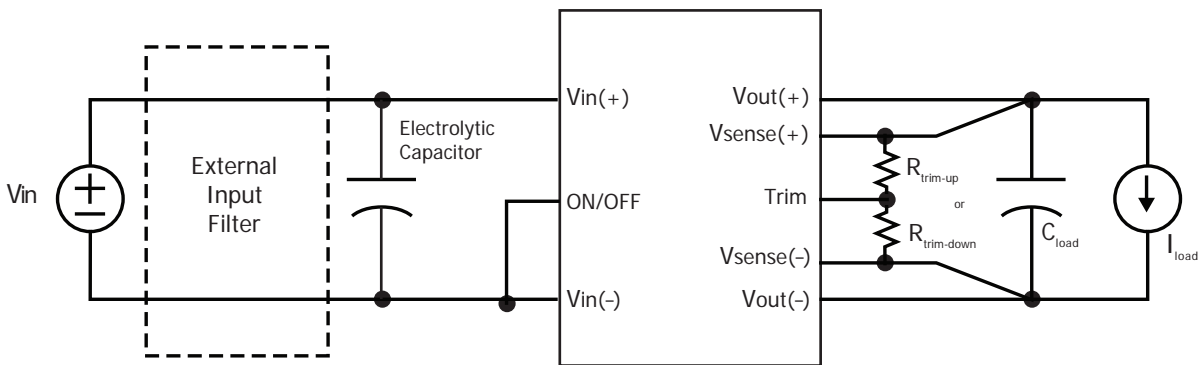 Vin
External
Input
Filter
Electrolytic
Capacitor
Vin(+)
ON/OFF
Vin(–)
Vout(+)
Vsense(+)
Trim
Vsense(–)
Vout(–)
Rtrim-up
or
Rtrim-down
Cload
Iload